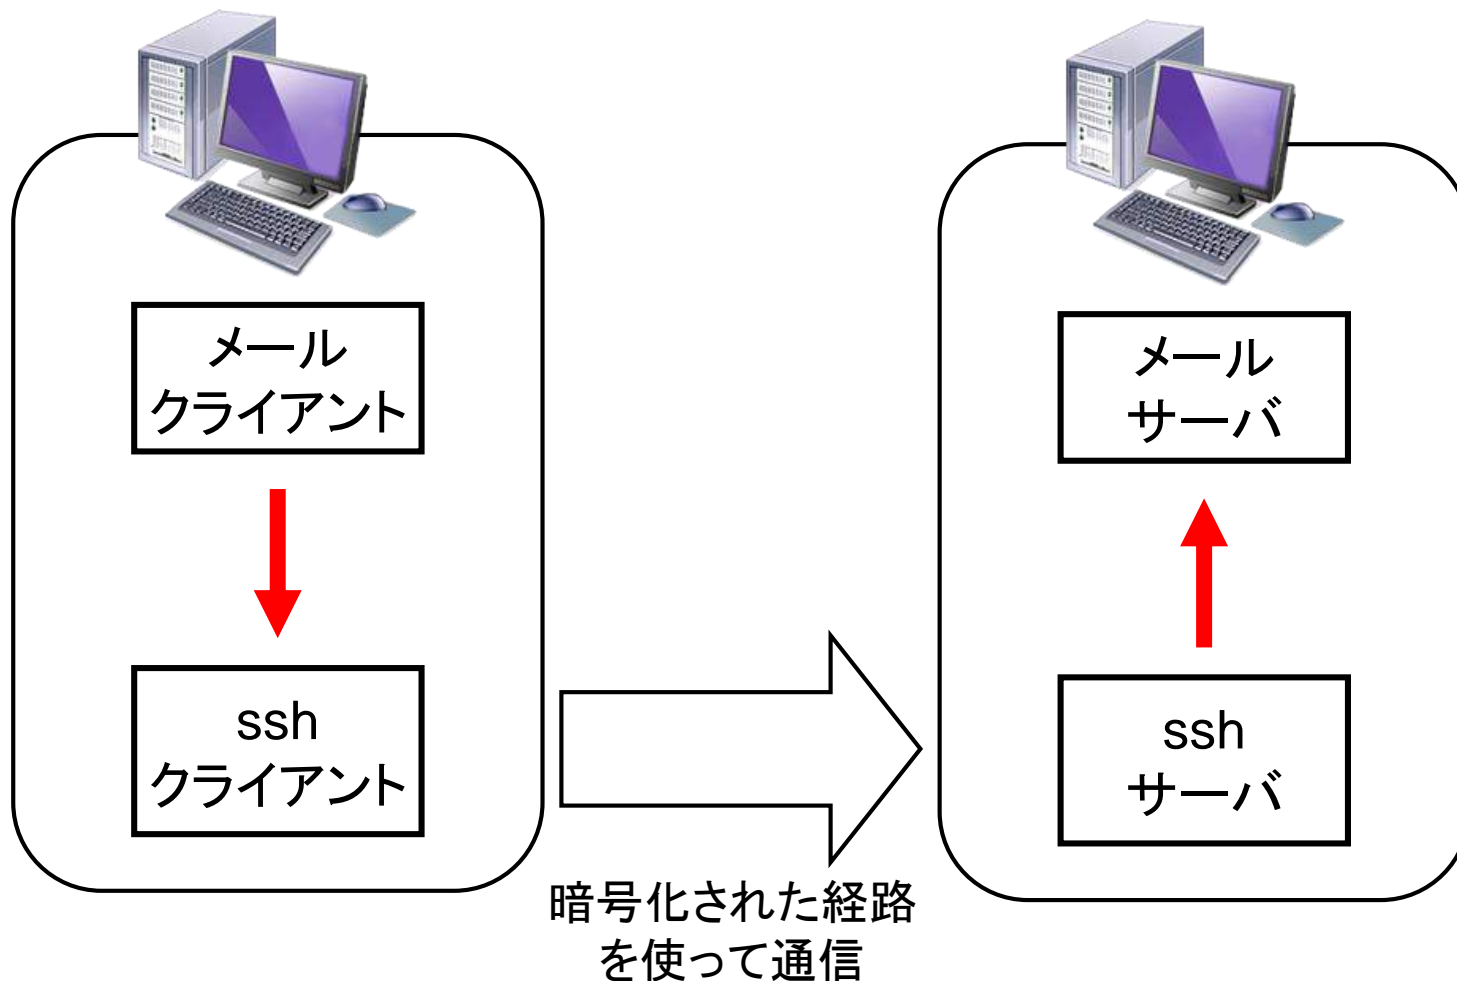 メール
クライアント
メール
サーバ
ssh
クライアント
ssh
サーバ
暗号化された経路
を使って通信